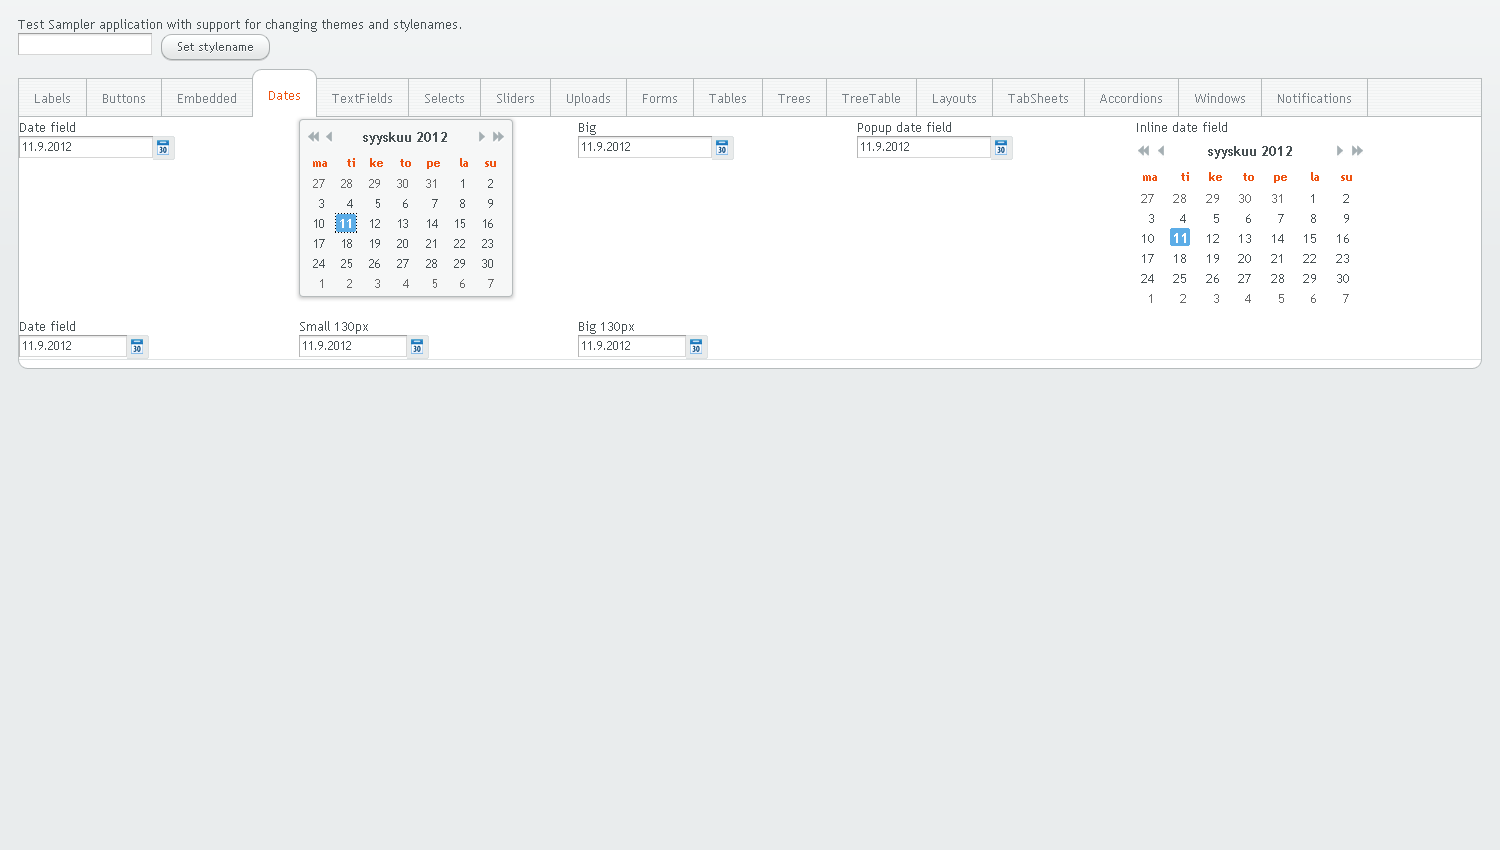 Test Sampler application with support for changing themes and stylenames.
Set stylename
Labels Buttons Embedded Dates TextFields Selects Sliders Uploads Forms Tables Trees TreeTable Layouts TabSheets Accordions Windows Notifications
Date field
11.9.2012
30
syyskuu 2012
ma ti ke to pe la su
27 28 29 30 31 1 2
3 4 5 6 7 8 9
10 11 12 13 14 15 16
17 18 19 20 21 22 23
24 25 26 27 28 29 30
1 2 3 4 5 6 7
Big
11.9.2012
30
Popup date field
11.9.2012
30
Inline date field
syyskuu 2012
ma ti ke to pe la su
27 28 29 30 31 1 2
3 4 5 6 7 8 9
10 11 12 13 14 15 16
17 18 19 20 21 22 23
24 25 26 27 28 29 30
1 2 3 4 5 6 7
Date field
11.9.2012
30
Small 130px
11.9.2012
30
Big 130px
11.9.2012
30